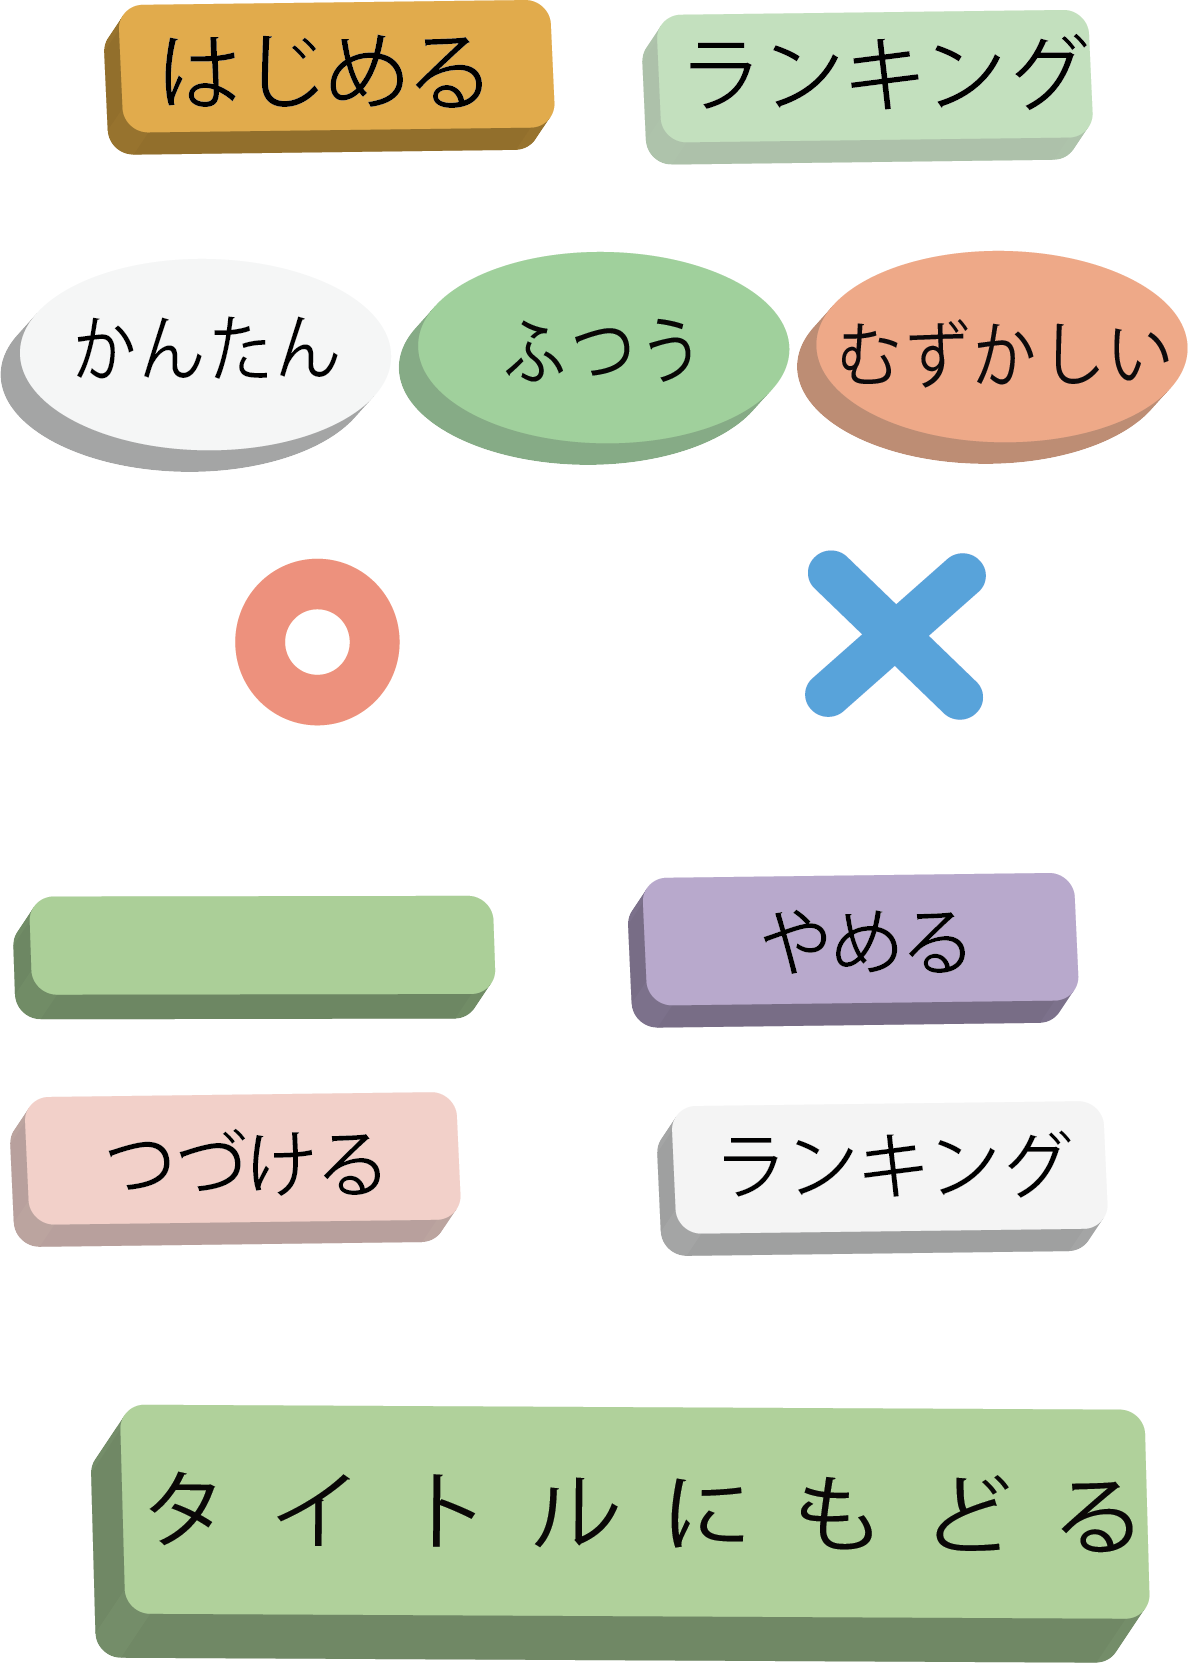 はじめる
ランキング
かんたん
ふつう
むずかしい
やめる
つづける
ランキング
タイトルにもどる